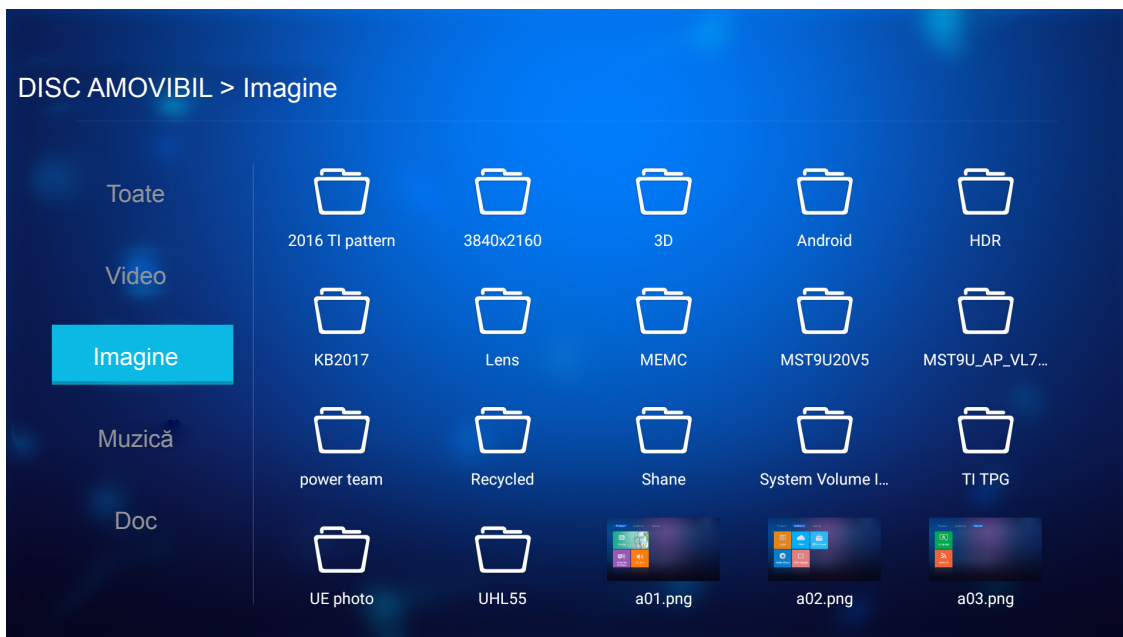 DISC AMOVIBIL > Imagine
Toate
Video
Imagine
Muzică
Doc
2016 TI pattern
3840x2160
3D
Android
HDR
KB2017
Lens
MEMC
MST9U20V5
MST9U_AP_VL7...
power team
Recycled
Shane
System Volume I...
TI TPG
UE photo
UHL55
a01.png
a02.png
a03.png